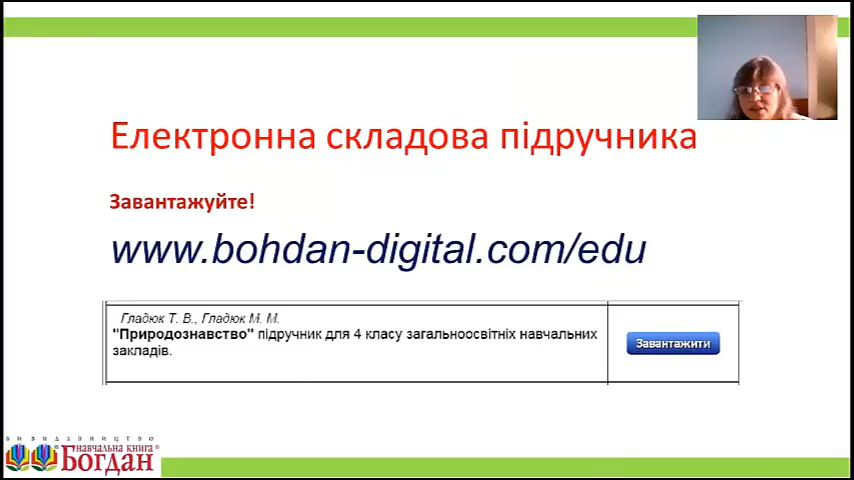 Електронна складова підручника
Завантажуйте!
www.bohdan-digital.com/edu
Гладюк Т. В., Гладюк М. М.
"Природознавство" підручник для 4 класу загальноосвітніх навчальних
закладів.
Завантажити
видавництво
навчальна книга
Богдан